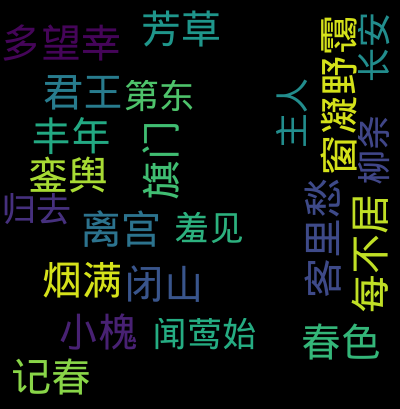 多望幸
芳草
君王
第东
丰年
旗门
銮舆
归去
离宫
羞见
烟满
闭山
小槐
闻莺始
记春
春色
主人
窗凝野霭
长安
柳条
客里愁
每不居